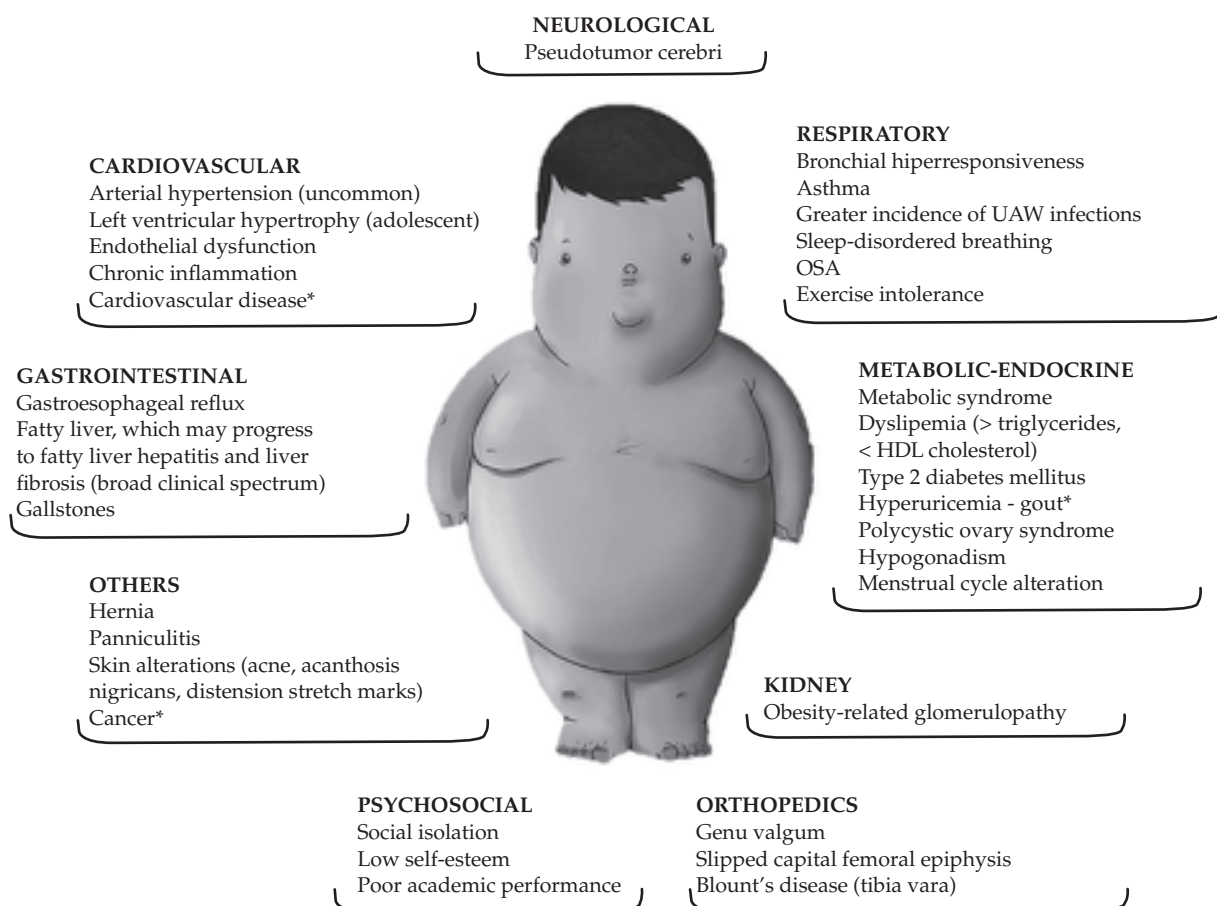 NEUROLOGICAL
Pseudotumor cerebri
CARDIOVASCULAR
Arterial hypertension (uncommon)
Left ventricular hypertrophy (adolescent)
Endothelial dysfunction
Chronic inflammation
Cardiovascular disease*
RESPIRATORY
Bronchial hiperresponsiveness
Asthma
Greater incidence of UAW infections
Sleep-disordered breathing
OSA
Exercise intolerance
GASTROINTESTINAL
Gastroesophageal reflux
Fatty liver, which may progress
to fatty liver hepatitis and liver
fibrosis (broad clinical spectrum)
Gallstones
METABOLIC-ENDOCRINE
Metabolic syndrome
Dyslipemia (> triglycerides,
< HDL cholesterol)
Type 2 diabetes mellitus
Hyperuricemia - gout*
Polycystic ovary syndrome
Hypogonadism
Menstrual cycle alteration
OTHERS
Hernia
Panniculitis
Skin alterations (acne, acanthosis
nigricans, distension stretch marks)
Cancer*
KIDNEY
Obesity-related glomerulopathy
PSYCHOSOCIAL
Social isolation
Low self-esteem
Poor academic performance
ORTHOPEDICS
Genu valgum
Slipped capital femoral epiphysis
Blount's disease (tibia vara)